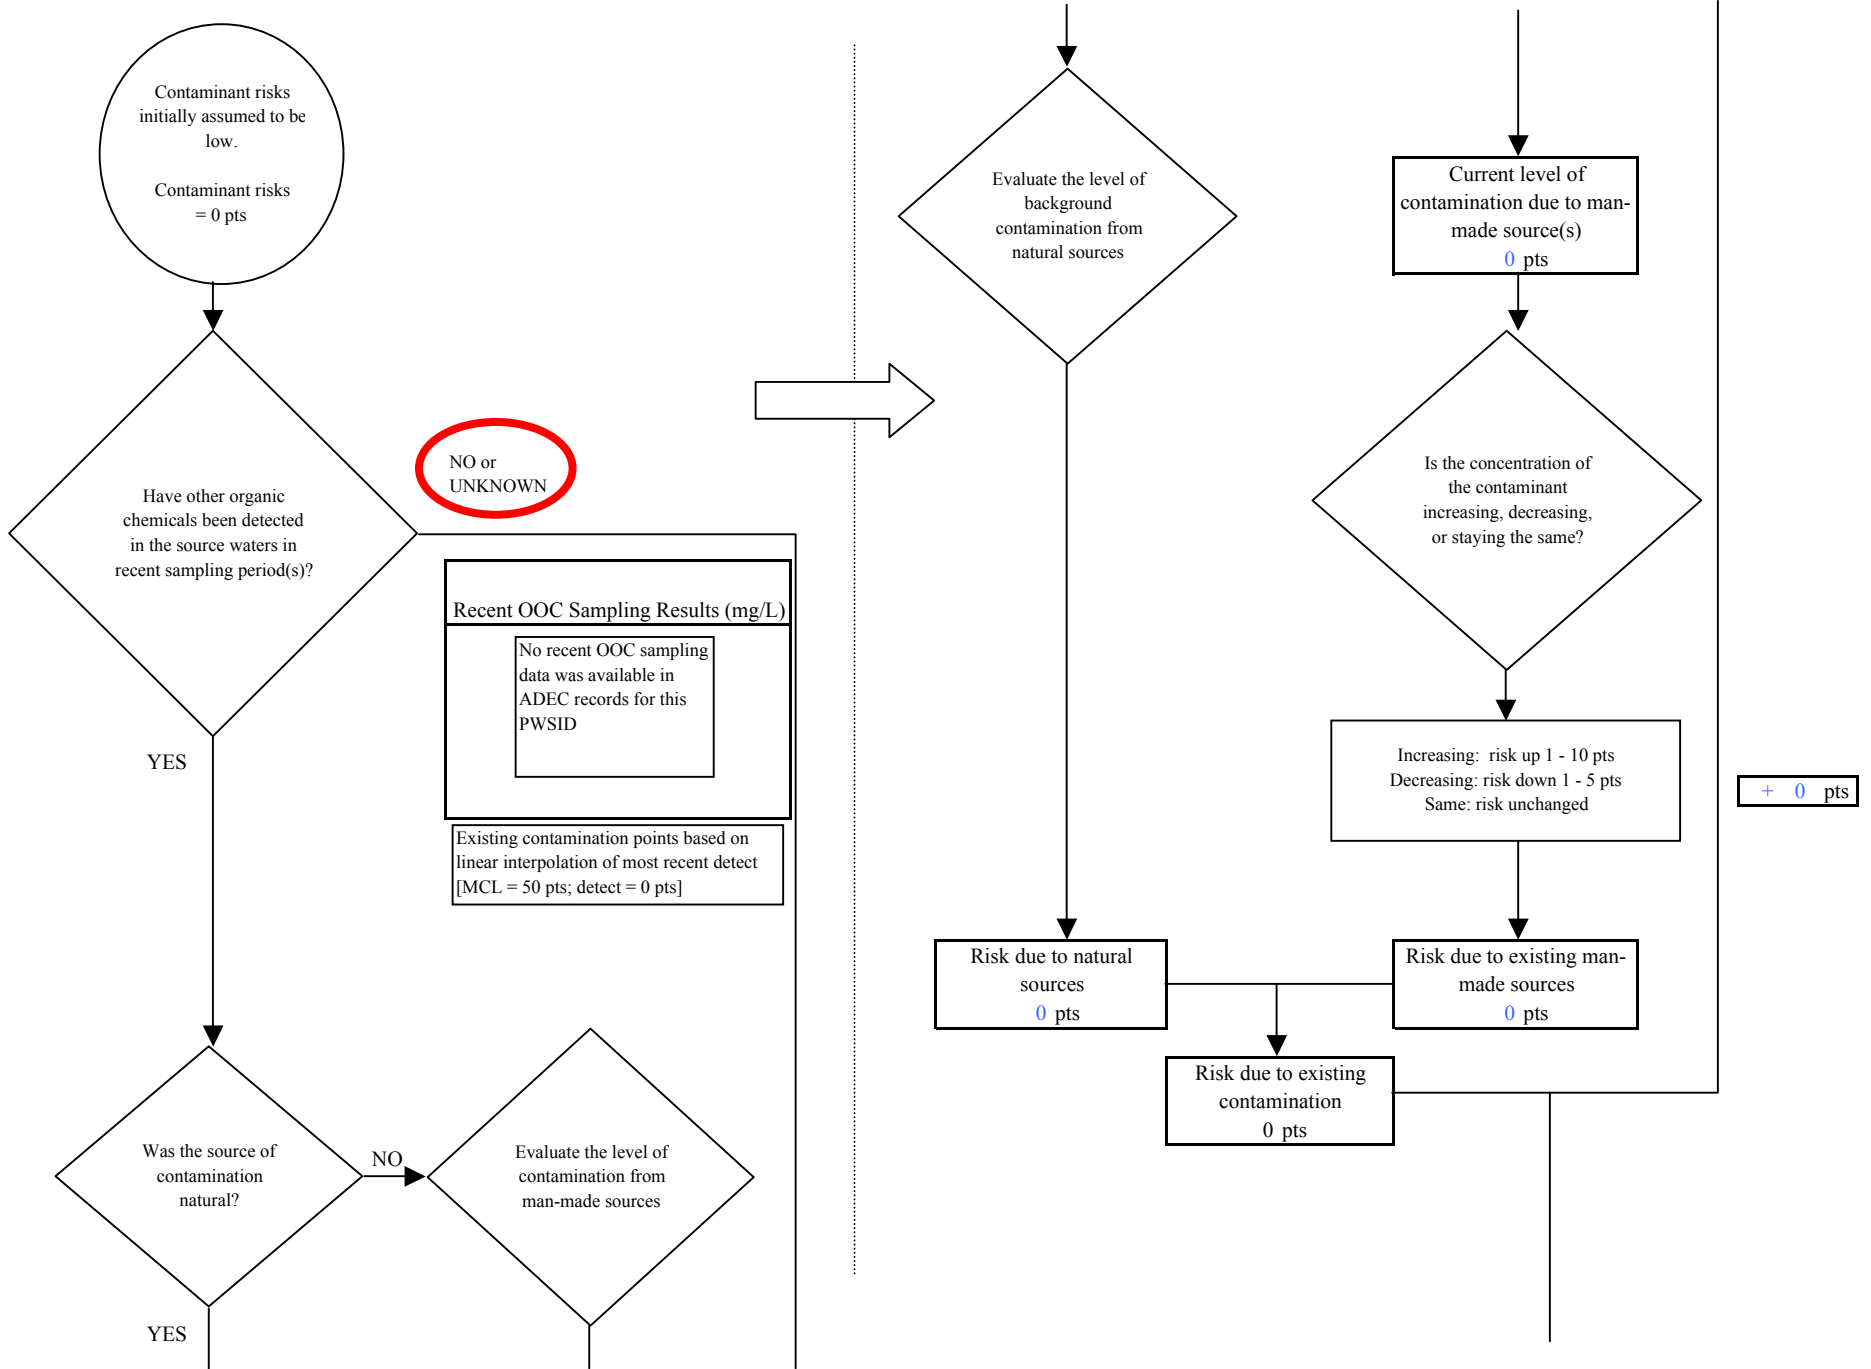 Contaminant risks
initially assumed to be
low.
Contaminant risks
= 0 pts
Have other organic
chemicals been detected
in the source waters in
recent sampling period(s)?
NO or
UNKNOWN
Recent OOC Sampling Results (mg/L)
No recent OOC sampling
data was available in
ADEC records for this
PWSID
Existing contamination points based on
linear interpolation of most recent detect
[MCL = 50 pts; detect = 0 pts]
YES
Was the source of
contamination
natural?
NO
Evaluate the level of
contamination from
man-made sources
YES
Evaluate the level of
background
contamination from
natural sources
Current level of
contamination due to man-
made source(s)
0 pts
Is the concentration of
the contaminant
increasing, decreasing,
or staying the same?
Increasing: risk up 1 - 10 pts
Decreasing: risk down 1 - 5 pts
Same: risk unchanged
+ 0 pts
Risk due to natural
sources
0 pts
Risk due to existing man-
made sources
0 pts
Risk due to existing
contamination
0 pts